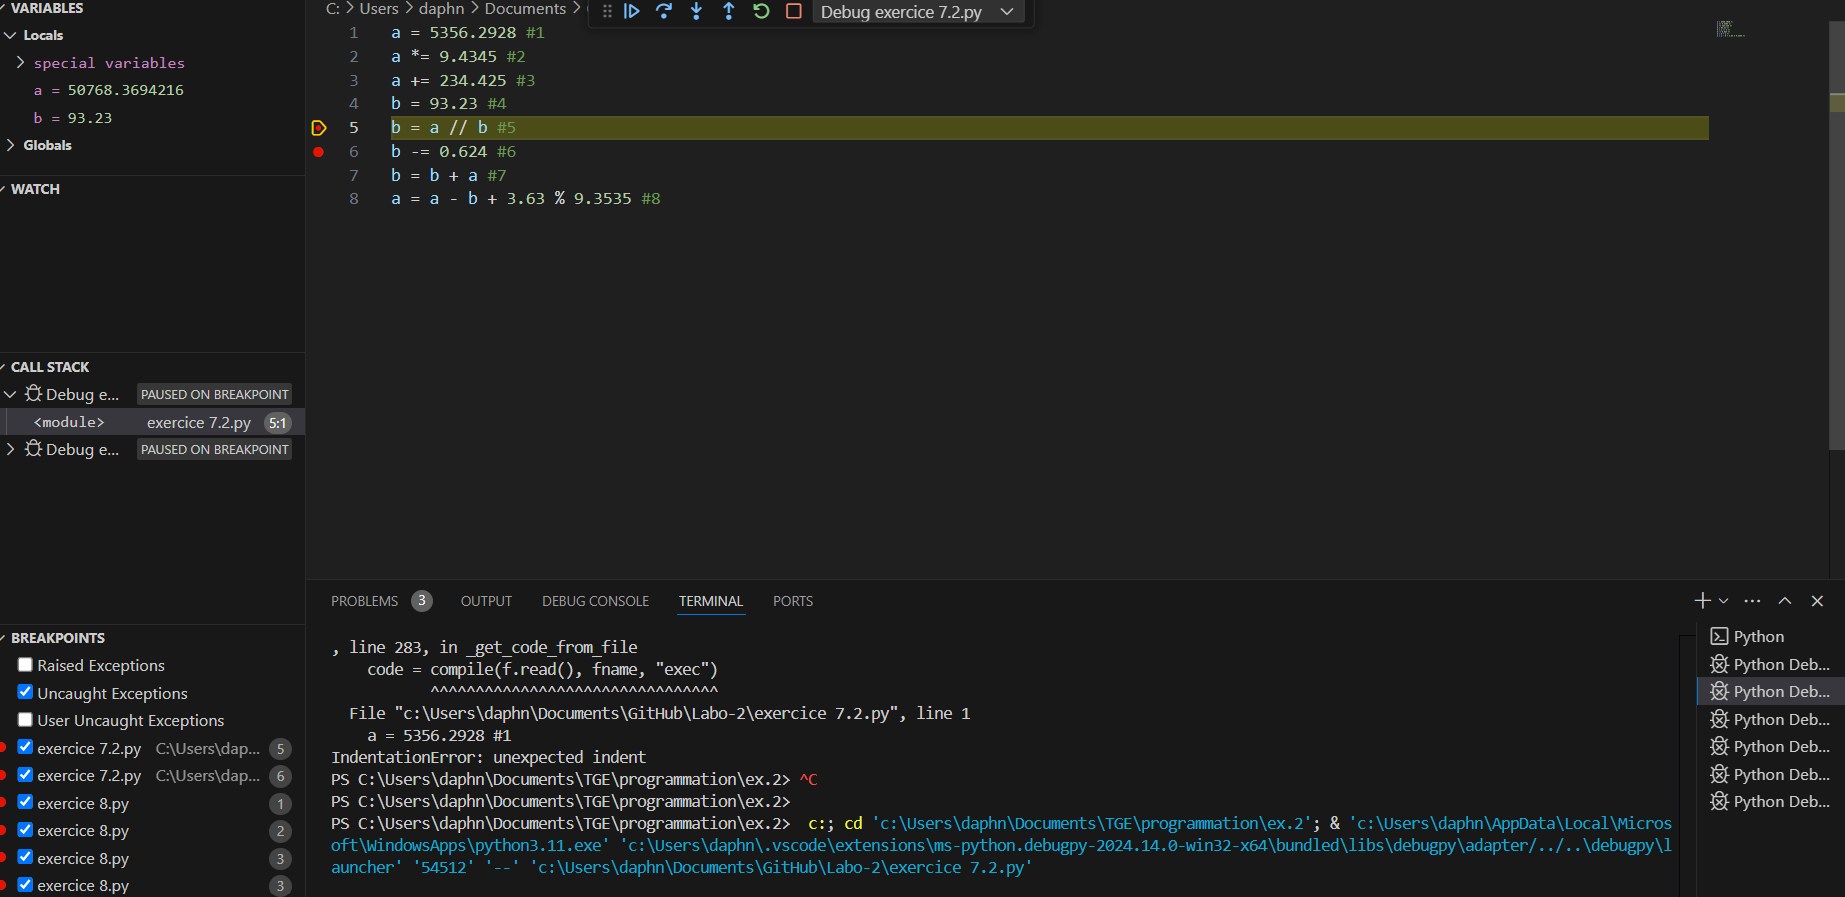 VARIABLES
Locals
special variables
a = 50768.3694216
b = 93.23
Globals
WATCH
CALL STACK
Debug e... PAUSED ON BREAKPOINT
<module> exercice 7.2.py 5:1
Debug e... PAUSED ON BREAKPOINT
BREAKPOINTS
Raised Exceptions
Uncaught Exceptions
User Uncaught Exceptions
exercice 7.2.py C:\Users\dap... 5
exercice 7.2.py C:\Users\dap... 6
exercice 8.py 1
exercice 8.py 2
exercice 8.py 3
exercice 8.py 3
C: > Users > daphn > Documents >
Debug exercice 7.2.py
1 a = 5356.2928 #1
2 a *= 9.4345 #2
3 a += 234.425 #3
4 b = 93.23 #4
5 b = a // b #5
6 b -= 0.624 #6
7 b = b + a #7
8 a = a - b + 3.63 % 9.3535 #8
PROBLEMS 3 OUTPUT DEBUG CONSOLE TERMINAL PORTS
, line 283, in _get_code_from_file
code = compile(f.read(), fname, "exec")
^^^^^^^^^^^^^^^^^^^^^^^^^^^^^^^^
File "c:\Users\daphn\Documents\GitHub\Labo-2\exercice 7.2.py", line 1
a = 5356.2928 #1
IndentationError: unexpected indent
PS C:\Users\daphn\Documents\TGE\programmation\ex.2> ^C
PS C:\Users\daphn\Documents\TGE\programmation\ex.2>
PS C:\Users\daphn\Documents\TGE\programmation\ex.2> c:; cd 'c:\Users\daphn\Documents\TGE\programmation\ex.2'; & 'c:\Users\daphn\AppData\Local\Micros
oft\WindowsApps\python3.11.exe' 'c:\Users\daphn\.vscode\extensions\ms-python.debugpy-2024.14.0-win32-x64\bundled\libs\debugpy\adapter/../..\debugpy\l
auncher' '54512' '--' 'c:\Users\daphn\Documents\GitHub\Labo-2\exercice 7.2.py'
Python
Python Deb...
Python Deb...
Python Deb...
Python Deb...
Python Deb...
Python Deb...